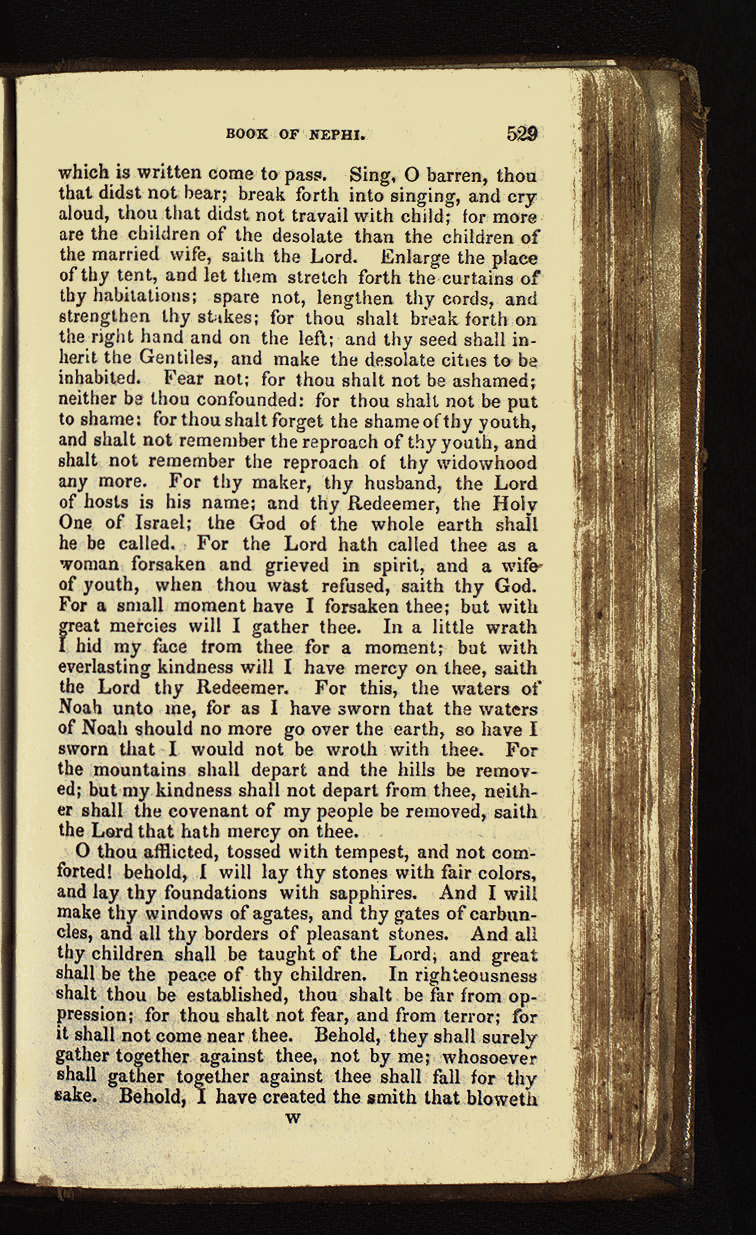 BOOK OF NEPHI. 529
which is written come to pass. Sing, O barren, thou
that didst not bear; break forth into singing, and cry
aloud, thou that didst not travail with child; for more
are the children of the desolate than the children of
the married wife, saith the Lord. Enlarge the place
of thy tent, and let them stretch forth the curtains of
thy habitations; spare not, lengthen thy cords, and
strengthen thy stakes; for thou shalt break forth on
the right hand and on the left; and thy seed shall in-
herit the Gentiles, and make the desolate cities to be
inhabited. Fear not; for thou shalt not be ashamed;
neither be thou confounded: for thou shalt not be put
to shame: for thou shalt forget the shame of thy youth,
and shalt not remember the reproach of thy youth, and
shalt not remember the reproach of thy widowhood
any more. For thy maker, thy husband, the Lord
of hosts is his name; and thy Redeemer, the Holy
One of Israel; the God of the whole earth shall
he be called. For the Lord hath called thee as a
woman forsaken and grieved in spirit, and a wife
of youth, when thou wast refused, saith thy God.
For a small moment have I forsaken thee; but with
great mercies will I gather thee. In a little wrath
I hid my face from thee for a moment; but with
everlasting kindness will I have mercy on thee, saith
the Lord thy Redeemer. For this, the waters of
Noah unto me, for as I have sworn that the waters
of Noah should no more go over the earth, so have I
sworn that I would not be wroth with thee. For
the mountains shall depart and the hills be remov-
ed; but my kindness shall not depart from thee, neith-
er shall the covenant of my people be removed, saith
the Lord that hath mercy on thee.
O thou afflicted, tossed with tempest, and not com-
forted! behold, I will lay thy stones with fair colors,
and lay thy foundations with sapphires. And I will
make thy windows of agates, and thy gates of carbun-
cles, and all thy borders of pleasant stones. And all
thy children shall be taught of the Lord; and great
shall be the peace of thy children. In righteousness
shalt thou be established, thou shalt be far from op-
pression; for thou shalt not fear, and from terror; for
it shall not come near thee. Behold, they shall surely
gather together against thee, not by me; whosoever
shall gather together against thee shall fall for thy
sake. Behold, I have created the smith that bloweth
W